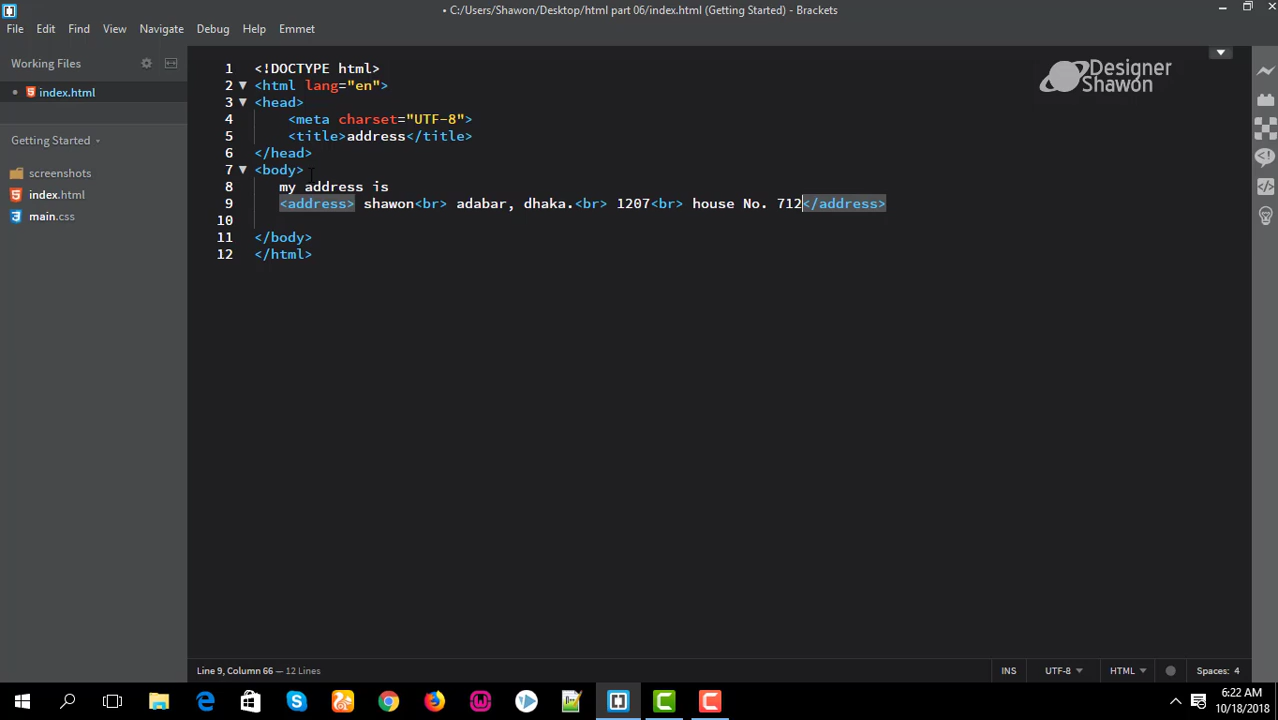 • C:/Users/Shawon/Desktop/html part 06/index.html (Getting Started) - Brackets
File Edit Find View Navigate Debug Help Emmet
Working Files
• index.html
Getting Started
screenshots
index.html
main.css
Designer
Shawon
1 <!DOCTYPE html>
2 <html lang="en">
3 <head>
4 <meta charset="UTF-8">
5 <title>address</title>
6 </head>
7 <body>
8 my address is
9 <address> shawon<br> adabar, dhaka.<br> 1207<br> house No. 712</address>
10
11 </body>
12 </html>
Line 9, Column 66 — 12 Lines
INS UTF-8 HTML Spaces: 4
6:22 AM
10/18/2018